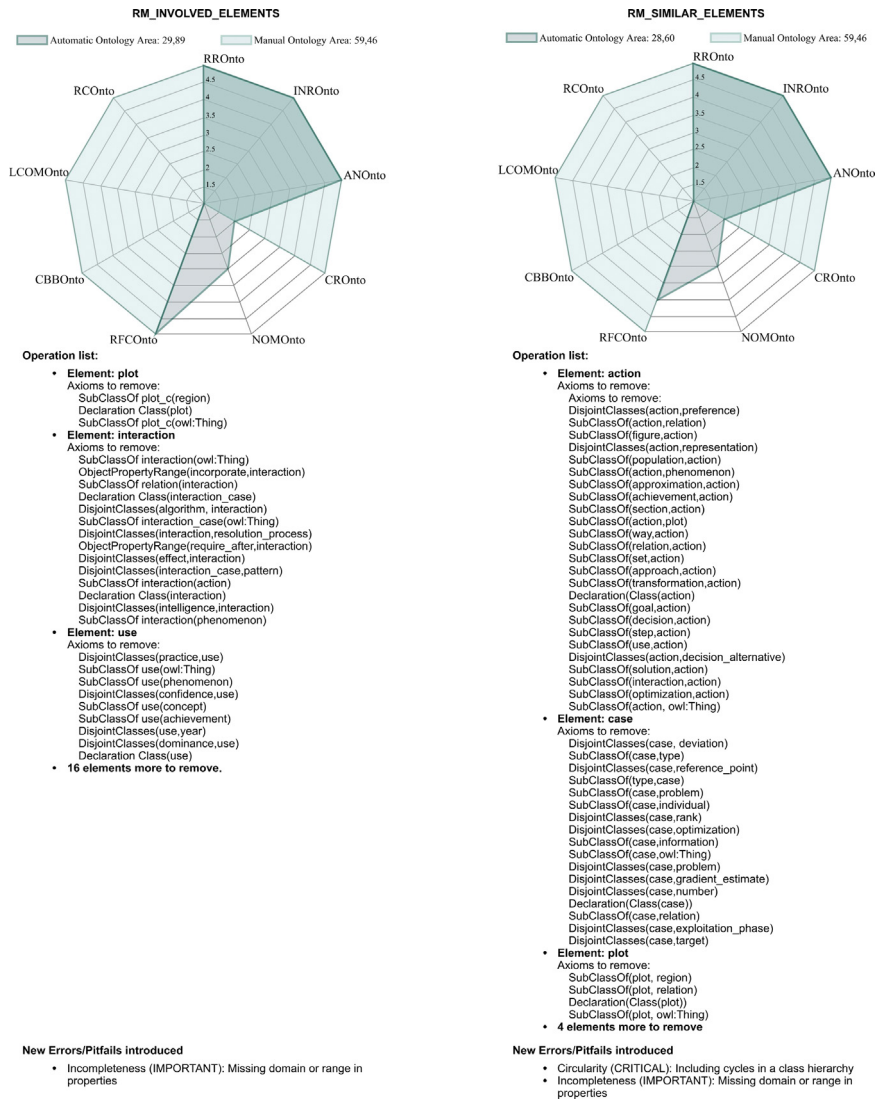 RM_INVOLVED_ELEMENTS
Automatic Ontology Area: 29,89
Manual Ontology Area: 59,46
RROnto
INROnto
ANOnto
CROnto
NOMOnto
RFCOnto
CBBOnto
LCOMOnto
RCOnto
4.5
4
3.5
3
2.5
2
1.5
Operation list:
• Element: plot
Axioms to remove:
SubClassOf plot_c(region)
Declaration Class(plot)
SubClassOf plot_c(owl:Thing)
• Element: interaction
Axioms to remove:
SubClassOf interaction(owl:Thing)
ObjectPropertyRange(incorporate,interaction)
SubClassOf relation(interaction)
Declaration Class(interaction_case)
DisjointClasses(algorithm, interaction)
SubClassOf interaction_case(owl:Thing)
DisjointClasses(interaction,resolution_process)
ObjectPropertyRange(require_after,interaction)
DisjointClasses(effect,interaction)
DisjointClasses(interaction_case,pattern)
SubClassOf interaction(action)
Declaration Class(interaction)
DisjointClasses(intelligence,interaction)
SubClassOf interaction(phenomenon)
• Element: use
Axioms to remove:
DisjointClasses(practice,use)
SubClassOf use(owl:Thing)
SubClassOf use(phenomenon)
DisjointClasses(confidence,use)
SubClassOf use(concept)
SubClassOf use(achievement)
DisjointClasses(use,year)
DisjointClasses(dominance,use)
Declaration Class(use)
• 16 elements more to remove.
New Errors/Pitfails introduced
• Incompleteness (IMPORTANT): Missing domain or range in
properties
RM_SIMILAR_ELEMENTS
Automatic Ontology Area: 28,60
Manual Ontology Area: 59,46
RROnto
INROnto
ANOnto
CROnto
NOMOnto
RFCOnto
CBBOnto
LCOMOnto
RCOnto
4.5
4
3.5
3
2.5
2
1.5
Operation list:
• Element: action
Axioms to remove:
Axioms to remove:
DisjointClasses(action,preference)
SubClassOf(action,relation)
SubClassOf(figure,action)
DisjointClasses(action,representation)
SubClassOf(population,action)
SubClassOf(action,phenomenon)
SubClassOf(approximation,action)
SubClassOf(achievement,action)
SubClassOf(section,action)
SubClassOf(action,plot)
SubClassOf(way,action)
SubClassOf(relation,action)
SubClassOf(set,action)
SubClassOf(approach,action)
SubClassOf(transformation,action)
Declaration(Class(action)
SubClassOf(goal,action)
SubClassOf(decision,action)
SubClassOf(step,action)
SubClassOf(use,action)
DisjointClasses(action,decision_alternative)
SubClassOf(solution,action)
SubClassOf(interaction,action)
SubClassOf(optimization,action)
SubClassOf(action, owl:Thing)
• Element: case
Axioms to remove:
DisjointClasses(case, deviation)
SubClassOf(case,type)
DisjointClasses(case,reference_point)
SubClassOf(type,case)
SubClassOf(case,problem)
SubClassOf(case,individual)
DisjointClasses(case,rank)
DisjointClasses(case,optimization)
SubClassOf(case,information)
SubClassOf(case,owl:Thing)
DisjointClasses(case,problem)
DisjointClasses(case,gradient_estimate)
DisjointClasses(case,number)
Declaration(Class(case))
SubClassOf(case,relation)
DisjointClasses(case,exploitation_phase)
DisjointClasses(case,target)
• Element: plot
Axioms to remove:
SubClassOf(plot, region)
SubClassOf(plot, relation)
Declaration(Class(plot))
SubClassOf(plot, owl:Thing)
• 4 elements more to remove
New Errors/Pitfails introduced
• Circularity (CRITICAL): Including cycles in a class hierarchy
• Incompleteness (IMPORTANT): Missing domain or range in
properties